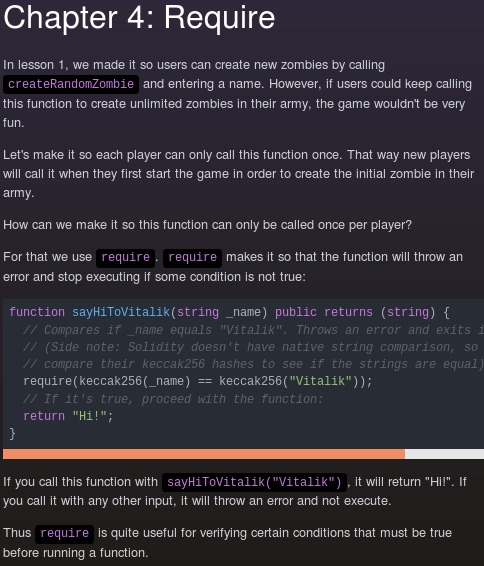 Chapter 4: Require
In lesson 1, we made it so users can create new zombies by calling
createRandomZombie and entering a name. However, if users could keep calling
this function to create unlimited zombies in their army, the game wouldn't be very
fun.
Let's make it so each player can only call this function once. That way new players
will call it when they first start the game in order to create the initial zombie in their
army.
How can we make it so this function can only be called once per player?
For that we use require. require makes it so that the function will throw an
error and stop executing if some condition is not true:
function sayHiToVitalik(string _name) public returns (string) {
  // Compares if _name equals "Vitalik". Throws an error and exits i
  // (Side note: Solidity doesn't have native string comparison, so
  // compare their keccak256 hashes to see if the strings are equal)
  require(keccak256(_name) == keccak256("Vitalik"));
  // If it's true, proceed with the function:
  return "Hi!";
}
If you call this function with sayHiToVitalik("Vitalik"), it will return "Hi!". If
you call it with any other input, it will throw an error and not execute.
Thus require is quite useful for verifying certain conditions that must be true
before running a function.